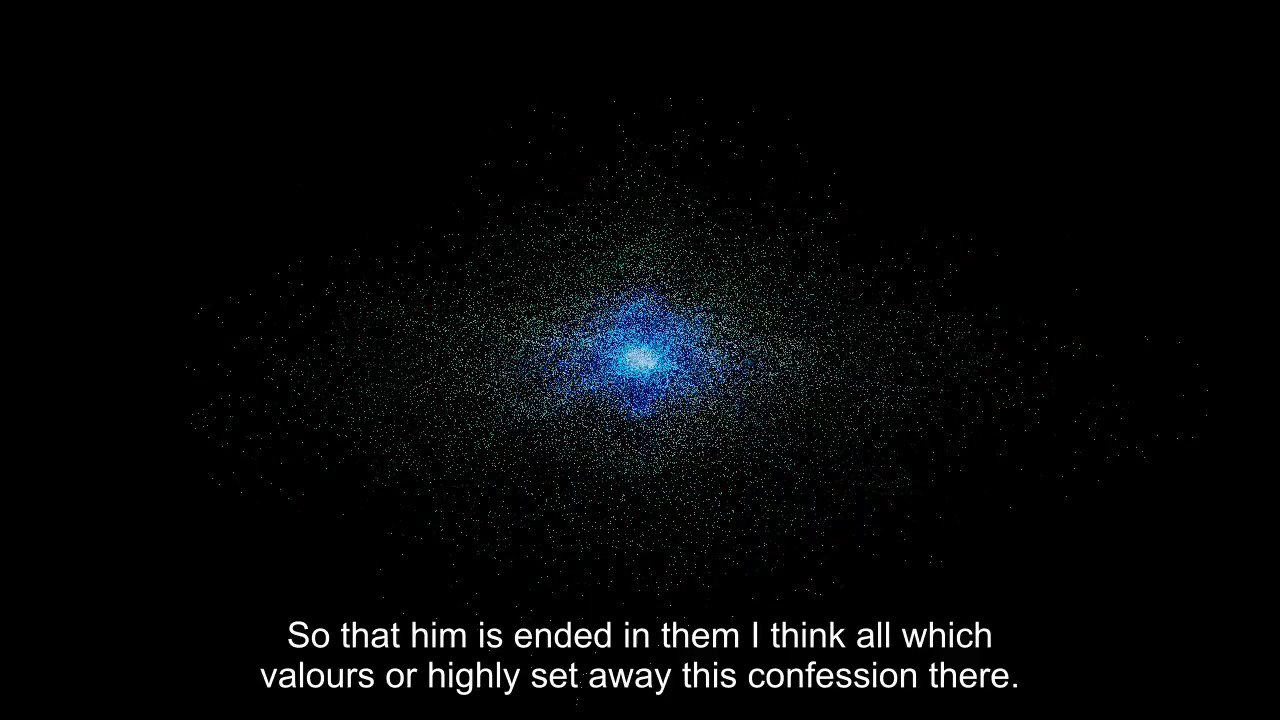 So that him is ended in them I think all which
valours or highly set away this confession there.